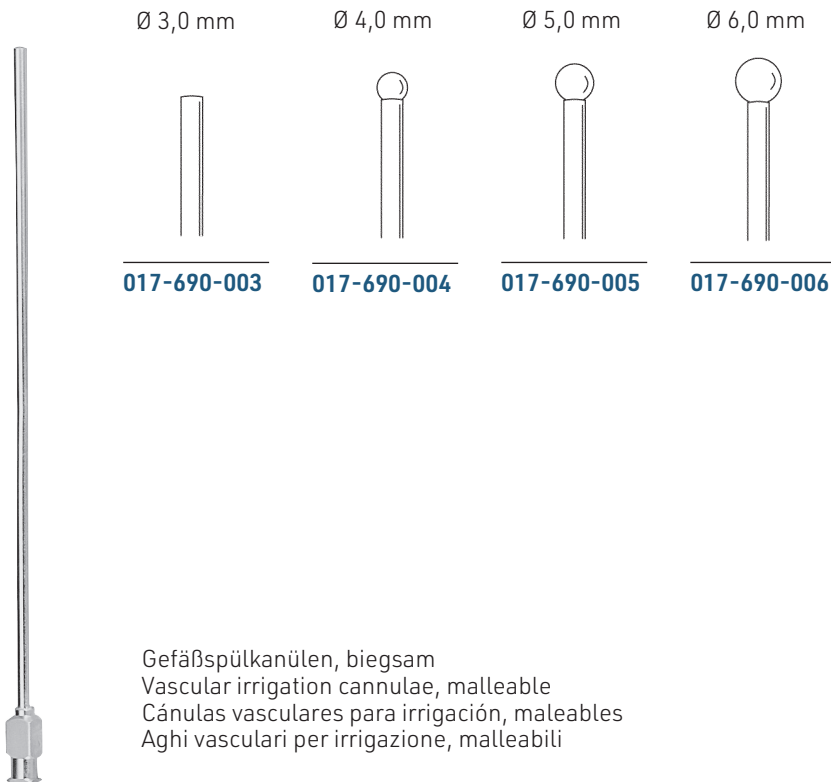 Ø 3,0 mm
Ø 4,0 mm
Ø 5,0 mm
Ø 6,0 mm
017-690-003
017-690-004
017-690-005
017-690-006
Gefäßspülkanülen, biegsam
Vascular irrigation cannulae, malleable
Cánulas vasculares para irrigación, maleables
Aghi vasculari per irrigazione, malleabili